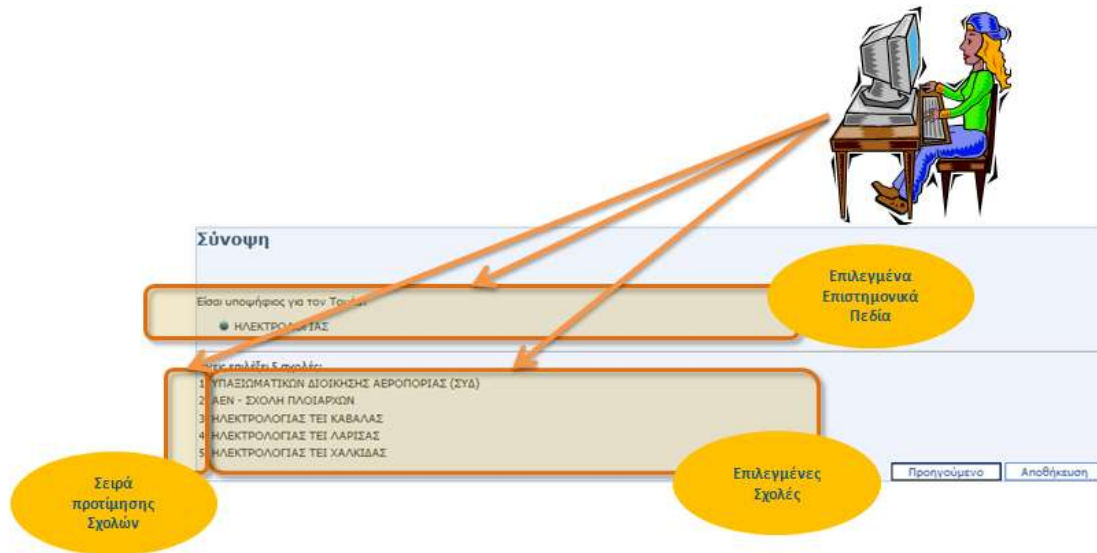 Σύνοψη
Επιλεγμένα
Επιστημονικά
Πεδία
Είσαι υποψήφιος για τον
ΗΛΕΚΤΡΟΛΟΓΙΑΣ
επιλέξει 5 σχολές:
1 ΥΠΑΞΙΩΜΑΤΙΚΩΝ ΔΙΟΙΚΗΣΗΣ ΑΕΡΟΠΟΡΙΑΣ (ΣΥΔ)
2 ΑΕΝ - ΣΧΟΛΗ ΠΛΟΙΑΡΧΩΝ
3 ΗΛΕΚΤΡΟΛΟΓΙΑΣ ΤΕΙ ΚΑΒΑΛΑΣ
4 ΗΛΕΚΤΡΟΛΟΓΙΑΣ ΤΕΙ ΛΑΡΙΣΑΣ
5 ΗΛΕΚΤΡΟΛΟΓΙΑΣ ΤΕΙ ΧΑΛΚΙΔΑΣ
Σειρά
προτίμησης
Σχολών
Επιλεγμένες
Σχολές
Προηγούμενο
Αποθήκευση